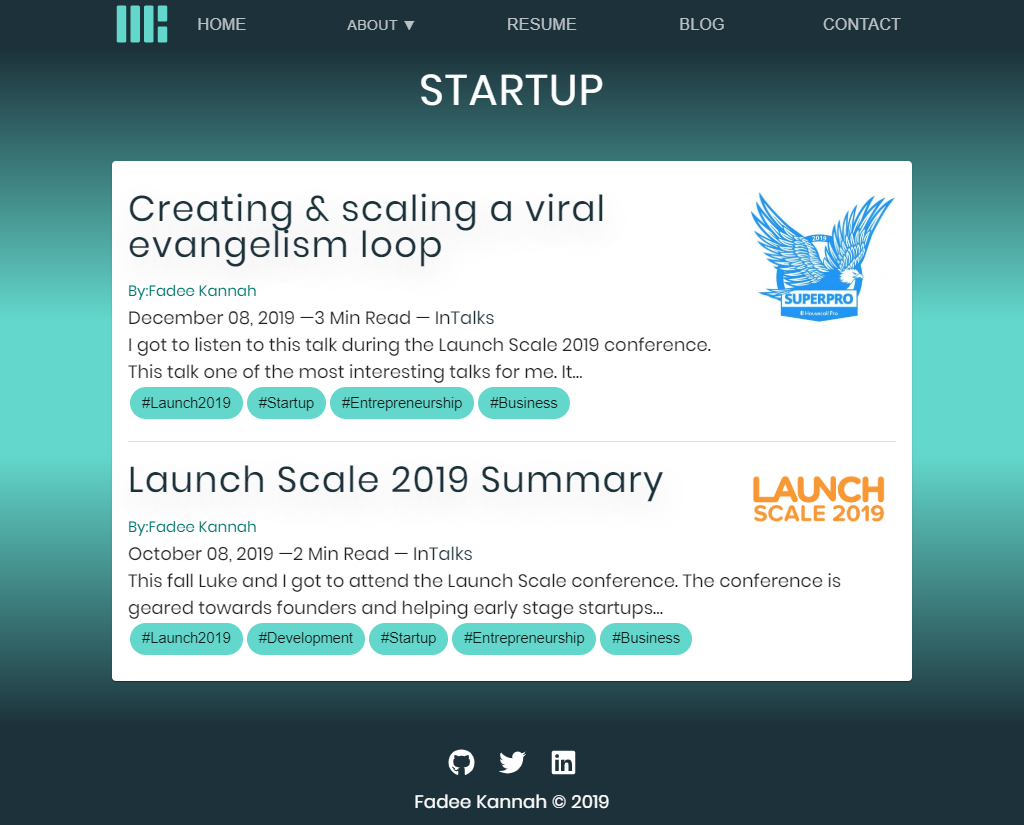 HOME ABOUT ▼ RESUME BLOG CONTACT
STARTUP
Creating & scaling a viral
evangelism loop
2019
SUPERPRO
Housecall Pro
By:Fadee Kannah
December 08, 2019 —3 Min Read — InTalks
I got to listen to this talk during the Launch Scale 2019 conference.
This talk one of the most interesting talks for me. It...
#Launch2019 #Startup #Entrepreneurship #Business
Launch Scale 2019 Summary
LAUNCH
SCALE 2019
By:Fadee Kannah
October 08, 2019 —2 Min Read — InTalks
This fall Luke and I got to attend the Launch Scale conference. The conference is
geared towards founders and helping early stage startups...
#Launch2019 #Development #Startup #Entrepreneurship #Business
Fadee Kannah © 2019